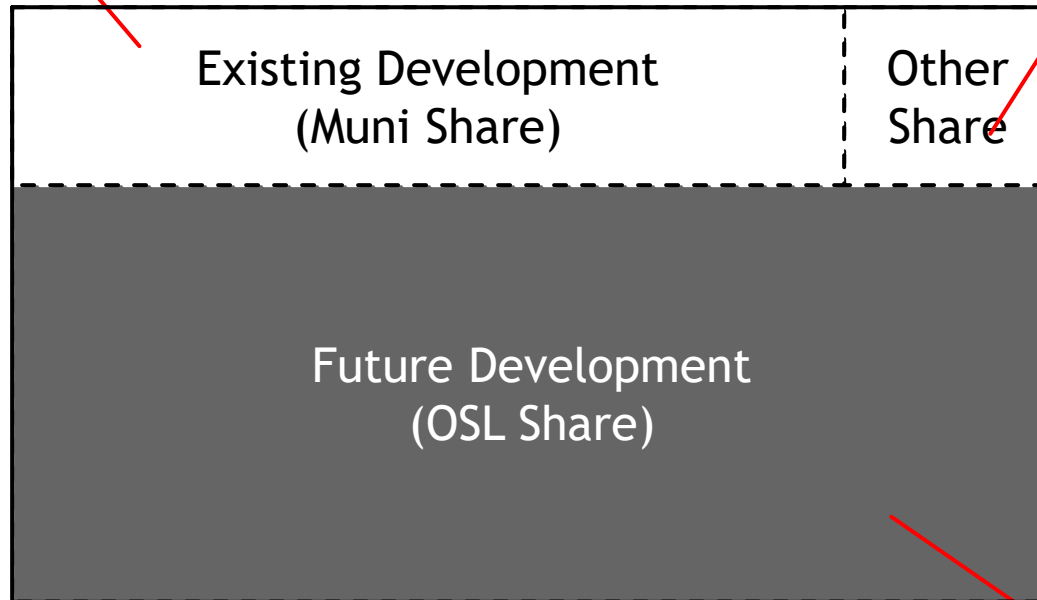 Existing Development
(Muni Share)
Other
Share
Future Development
(OSL Share)